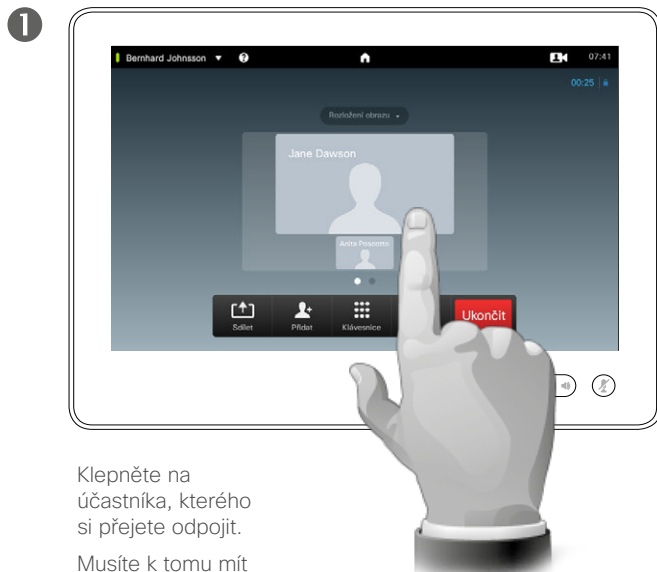 1
Bernhard Johnsson
?
07:41
00:25
Rozložení obrazu
Jane Dawson
Anita Pessotto
Sdílet
Přidat
Klávesnice
Ukončit
Klepněte na
účastníka, kterého
si přejete odpojit.
Musíte k tomu mít